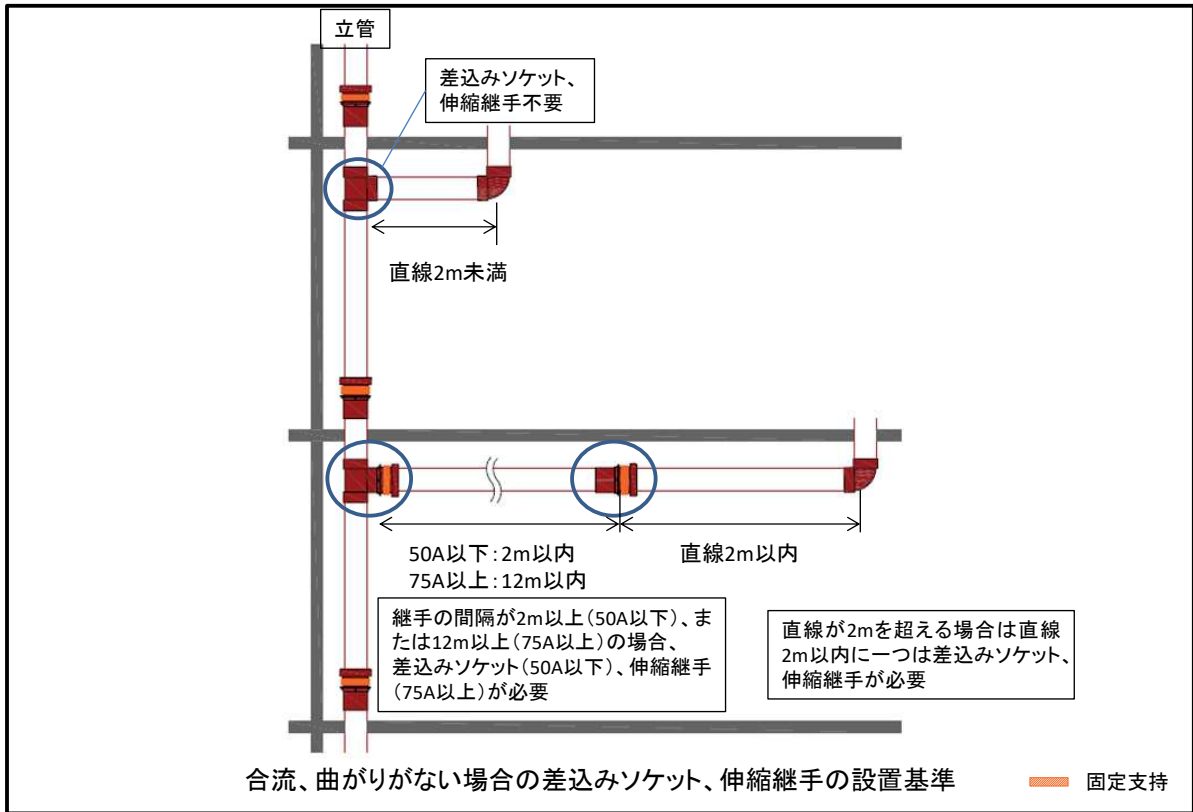 立管
差込みソケット、
伸縮継手不要
直線2m未満
50A以下：2m以内
75A以上：12m以内
直線2m以内
継手の間隔が2m以上（50A以下）、ま
たは12m以上（75A以上）の場合、
差込みソケット（50A以下）、伸縮継手
（75A以上）が必要
直線が2mを超える場合は直線
2m以内に一つは差込みソケット、
伸縮継手が必要
合流、曲がりがない場合の差込みソケット、伸縮継手の設置基準
固定支持